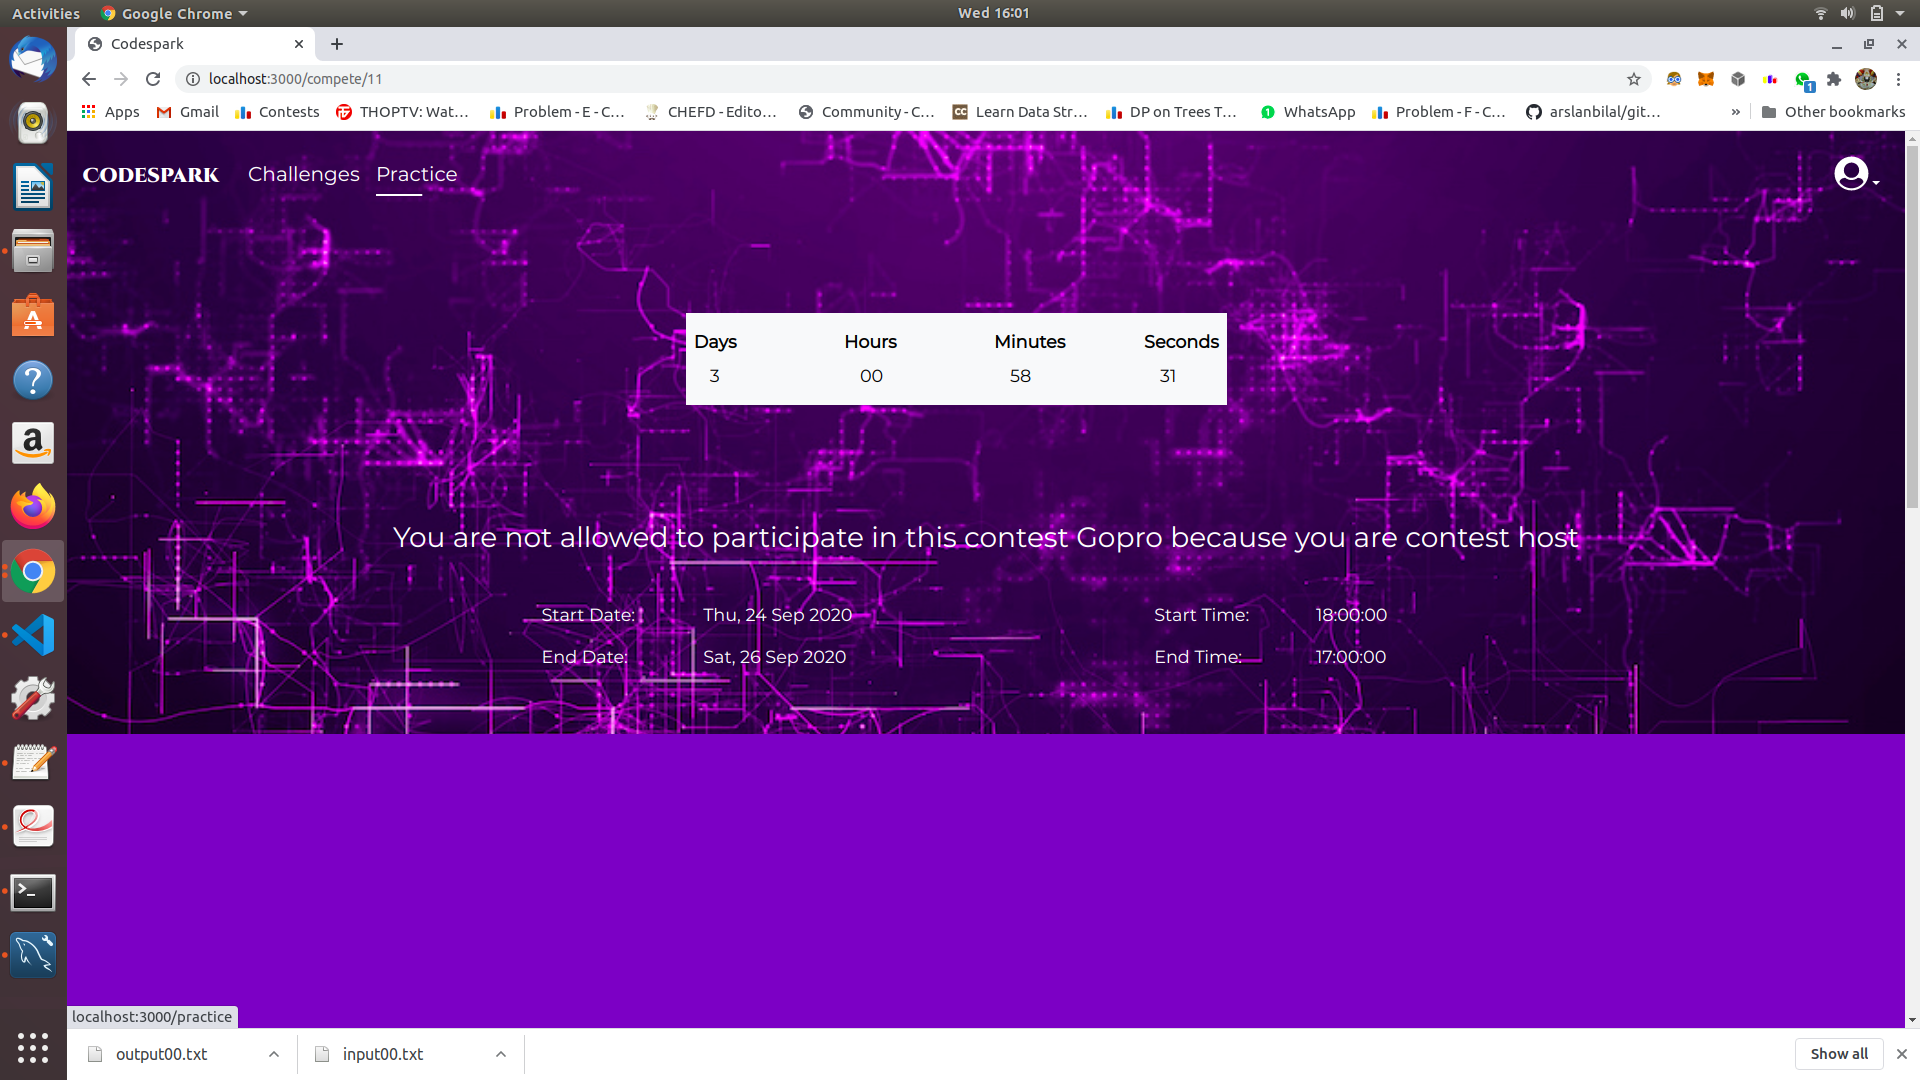 Activities Google Chrome Wed 16:01
Codespark
localhost:3000/compete/11
1
Apps Gmail Contests THOPTV: Wat... Problem - E - C... CHEFD - Edito... Community - C... CC Learn Data Str... DP on Trees T... 1 WhatsApp Problem - F - C... arslanbilal/git... » Other bookmarks
CODESPARK Challenges Practice
Days Hours Minutes Seconds
3 00 58 31
You are not allowed to participate in this contest Gopro because you are contest host
Start Date: Thu, 24 Sep 2020 Start Time: 18:00:00
End Date: Sat, 26 Sep 2020 End Time: 17:00:00
localhost:3000/practice
output00.txt input00.txt Show all